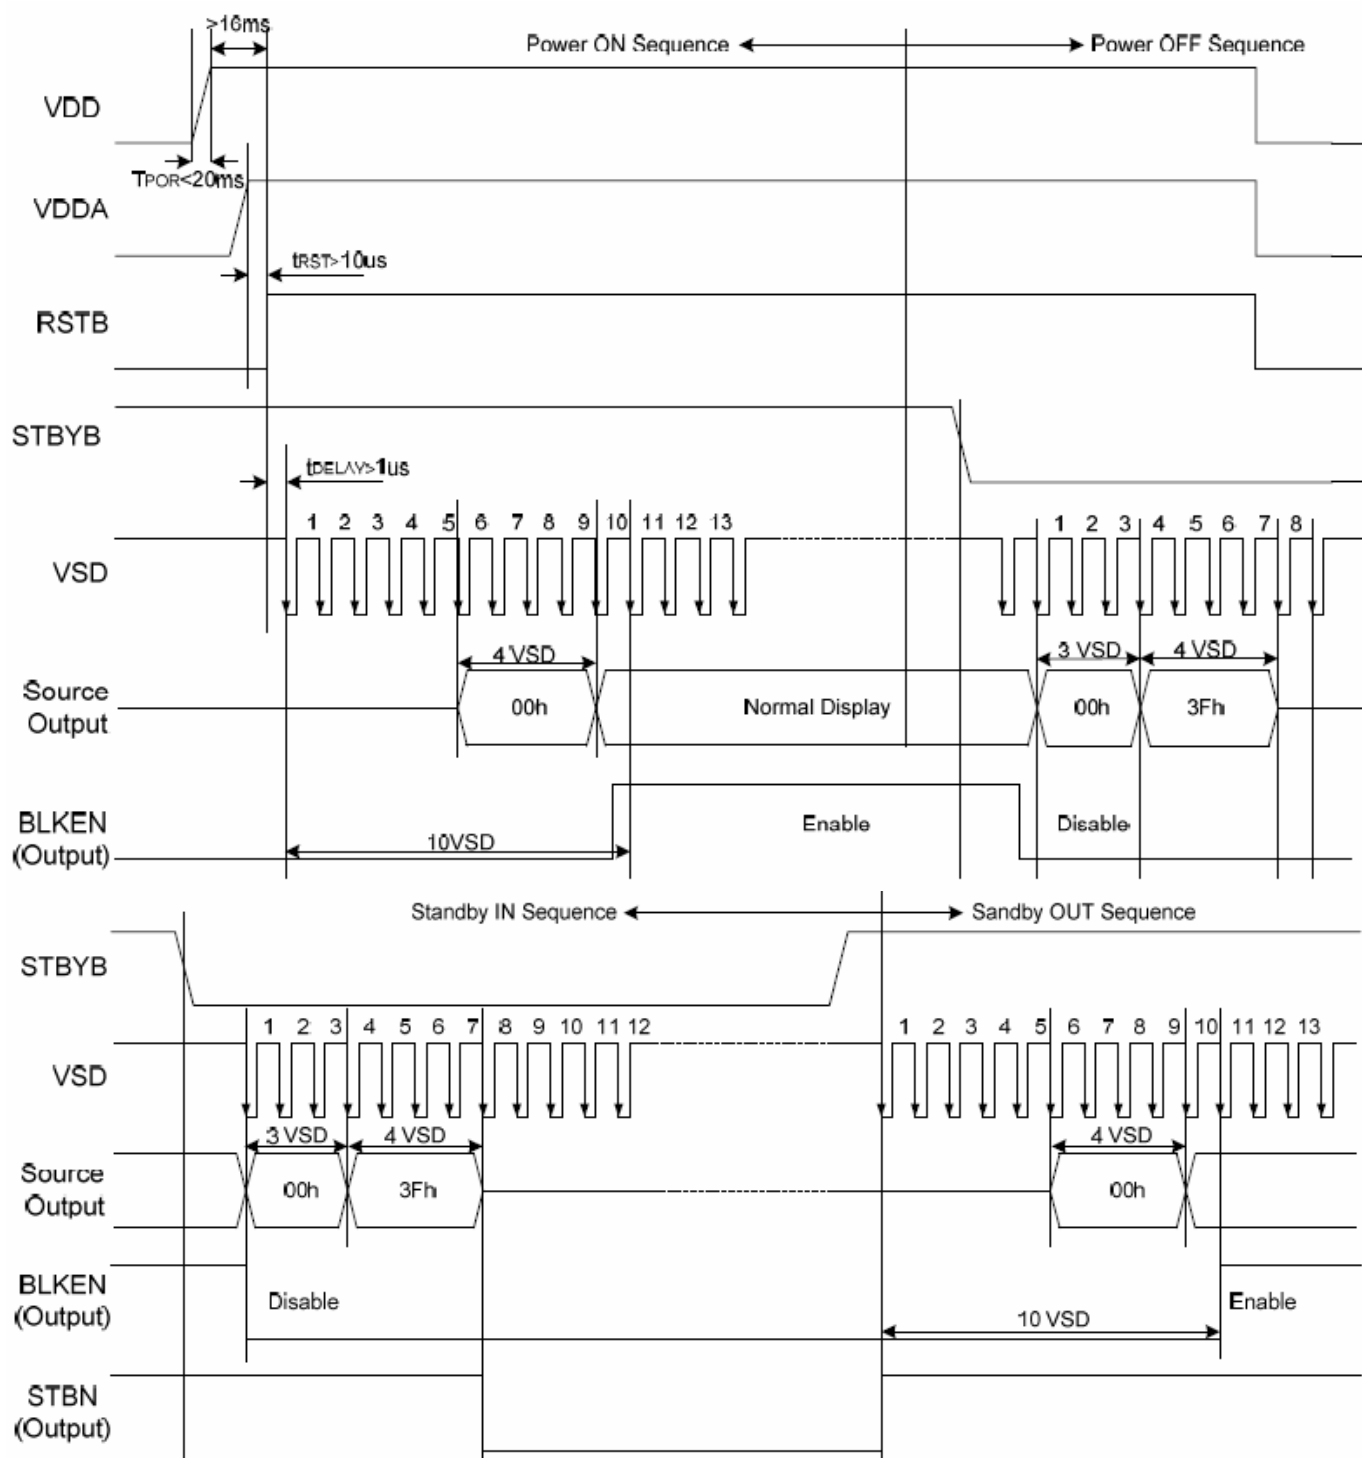 >16ms
Power ON Sequence
Power OFF Sequence
VDD
TPOR<20ms
VDDA
tRST>10us
RSTB
STBYB
tDELAY>1us
1 2 3 4 5 6 7 8 9 10 11 12 13
1 2 3 4 5 6 7 8
VSD
4 VSD
3 VSD
4 VSD
Source
Output
00h
Normal Display
00h
3Fh
BLKEN
(Output)
10VSD
Enable
Disable
Standby IN Sequence
Sandby OUT Sequence
STBYB
1 2 3 4 5 6 7 8 9 10 11 12
1 2 3 4 5 6 7 8 9 10 11 12 13
VSD
3 VSD
4 VSD
4 VSD
Source
Output
00h
3Fh
00h
BLKEN
(Output)
Disable
10 VSD
Enable
STBN
(Output)